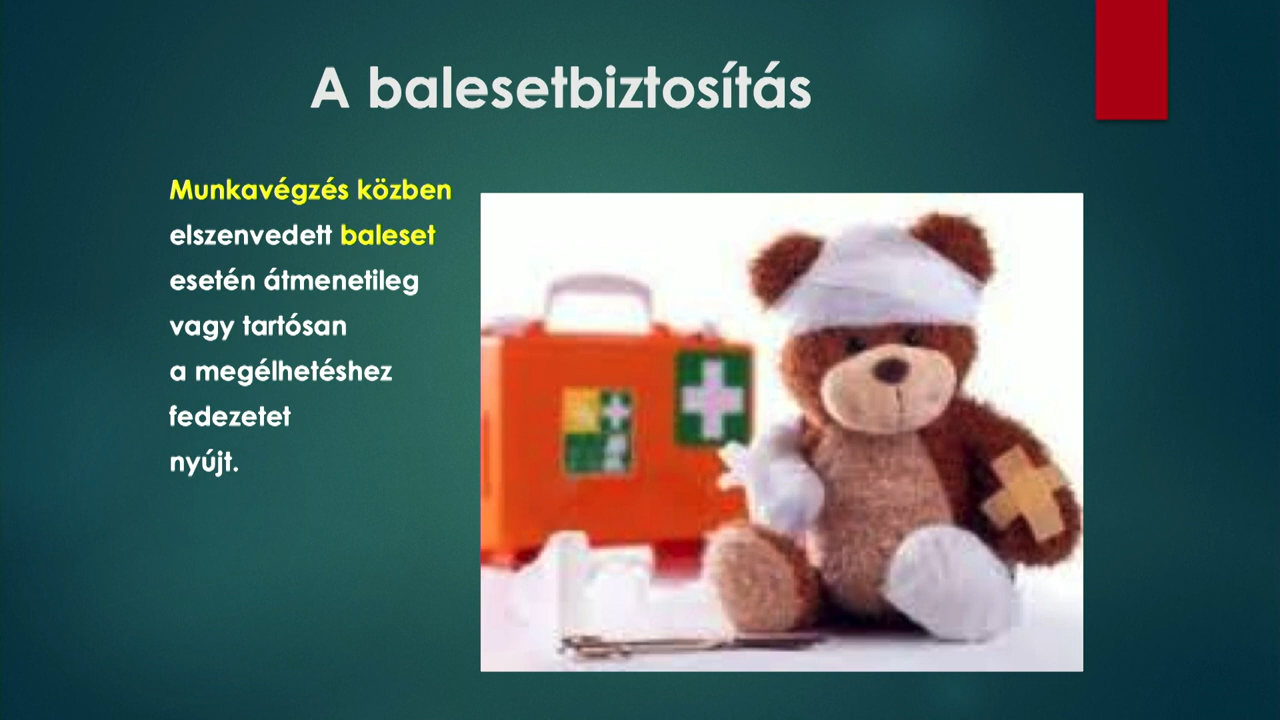 A balesetbiztosítás
Munkavégzés közben
elszenvedett baleset
esetén átmenetileg
vagy tartósan
a megélhetéshez
fedezetet
nyújt.